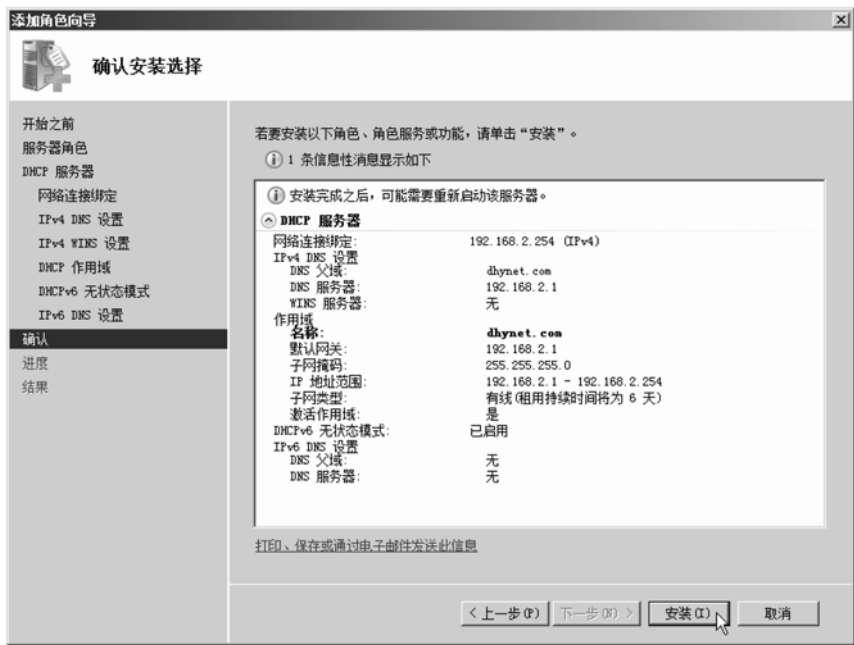 添加角色向导
确认安装选择
开始之前
服务器角色
DHCP 服务器
网络连接绑定
IPv4 DNS 设置
IPv4 WINS 设置
DHCP 作用域
DHCPv6 无状态模式
IPv6 DNS 设置
确认
进度
结果
若要安装以下角色、角色服务或功能，请单击“安装”。
1 条信息性消息显示如下
安装完成之后，可能需要重新启动该服务器。
DHCP 服务器
网络连接绑定: 192.168.2.254 (IPv4)
IPv4 DNS 设置
DNS 父域: dhynet.com
DNS 服务器: 192.168.2.1
WINS 服务器: 无
作用域
名称: dhynet.com
默认网关: 192.168.2.1
子网掩码: 255.255.255.0
IP 地址范围: 192.168.2.1 - 192.168.2.254
子网类型: 有线(租用持续时间将为 6 天)
激活作用域: 是
DHCPv6 无状态模式: 已启用
IPv6 DNS 设置
DNS 父域: 无
DNS 服务器: 无
打印、保存或通过电子邮件发送此信息
< 上一步(P) 下一步(N) > 安装(I) 取消